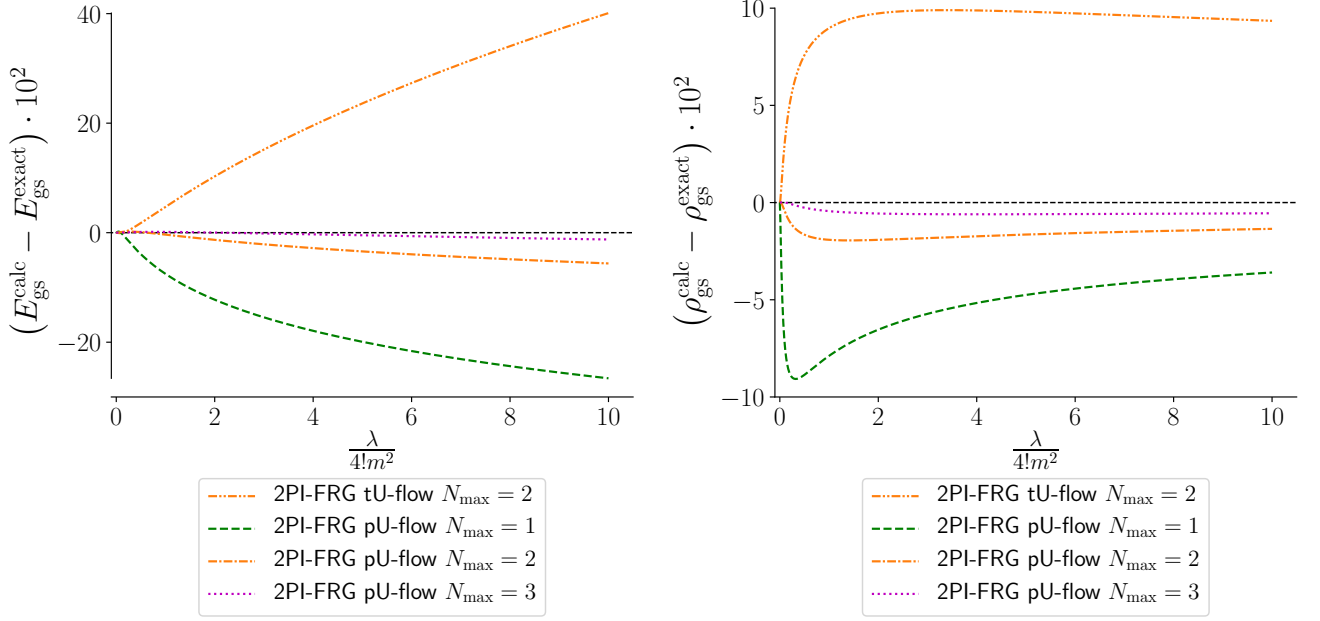 (E_gs^calc − E_gs^exact) · 10^2
40
20
0
−20
0 2 4 6 8 10
λ/4!m^2
2PI-FRG tU-flow N_max = 2
2PI-FRG pU-flow N_max = 1
2PI-FRG pU-flow N_max = 2
2PI-FRG pU-flow N_max = 3
(ρ_gs^calc − ρ_gs^exact) · 10^2
10
5
0
−5
−10
0 2 4 6 8 10
λ/4!m^2
2PI-FRG tU-flow N_max = 2
2PI-FRG pU-flow N_max = 1
2PI-FRG pU-flow N_max = 2
2PI-FRG pU-flow N_max = 3